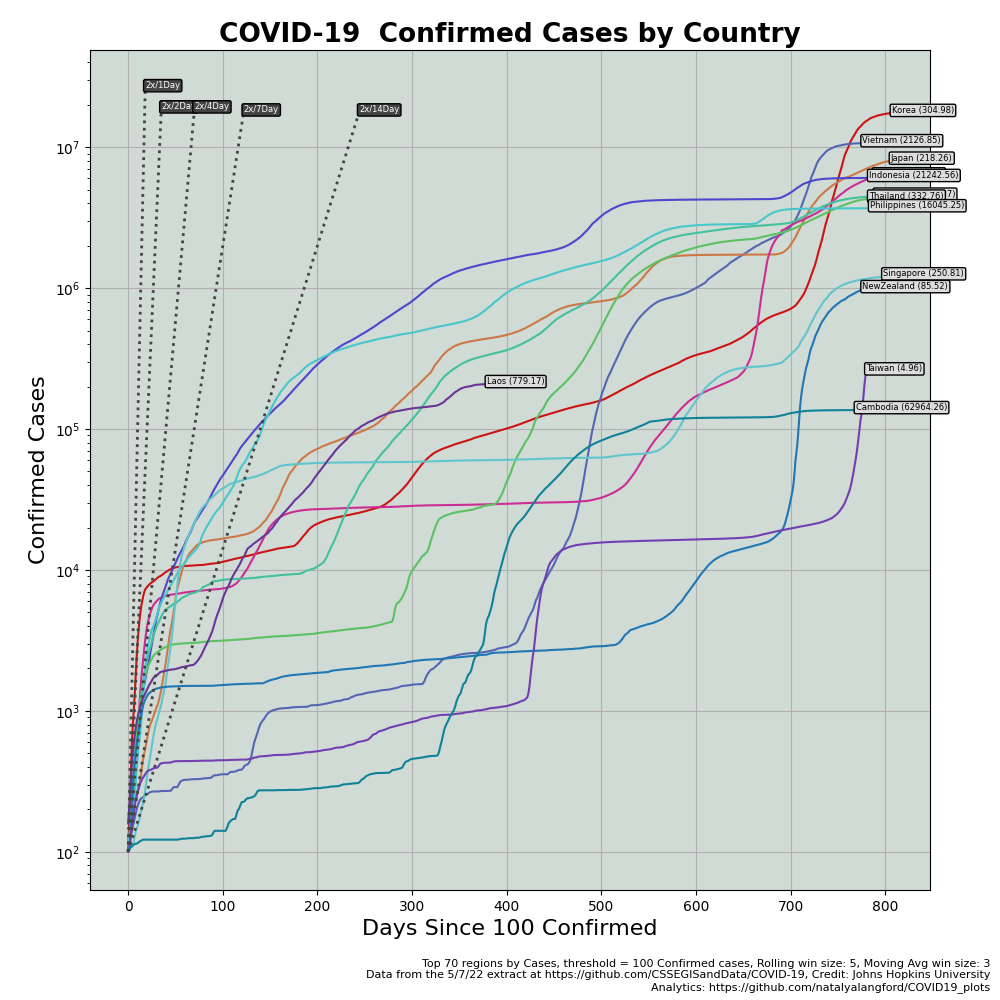 COVID-19  Confirmed Cases by Country
2x/1Day
2x/2Day
2x/4Day
2x/7Day
2x/14Day
Korea (304.98)
Vietnam (2126.85)
Japan (218.26)
Indonesia (21242.56)
Thailand (332.76)
Philippines (16045.25)
Singapore (250.81)
NewZealand (85.52)
Taiwan (4.96)
Laos (779.17)
Cambodia (62964.26)
Confirmed Cases
10⁷
10⁶
10⁵
10⁴
10³
10²
0 100 200 300 400 500 600 700 800
Days Since 100 Confirmed
Top 70 regions by Cases, threshold = 100 Confirmed cases, Rolling win size: 5, Moving Avg win size: 3
Data from the 5/7/22 extract at https://github.com/CSSEGISandData/COVID-19, Credit: Johns Hopkins University
Analytics: https://github.com/natalyalangford/COVID19_plots